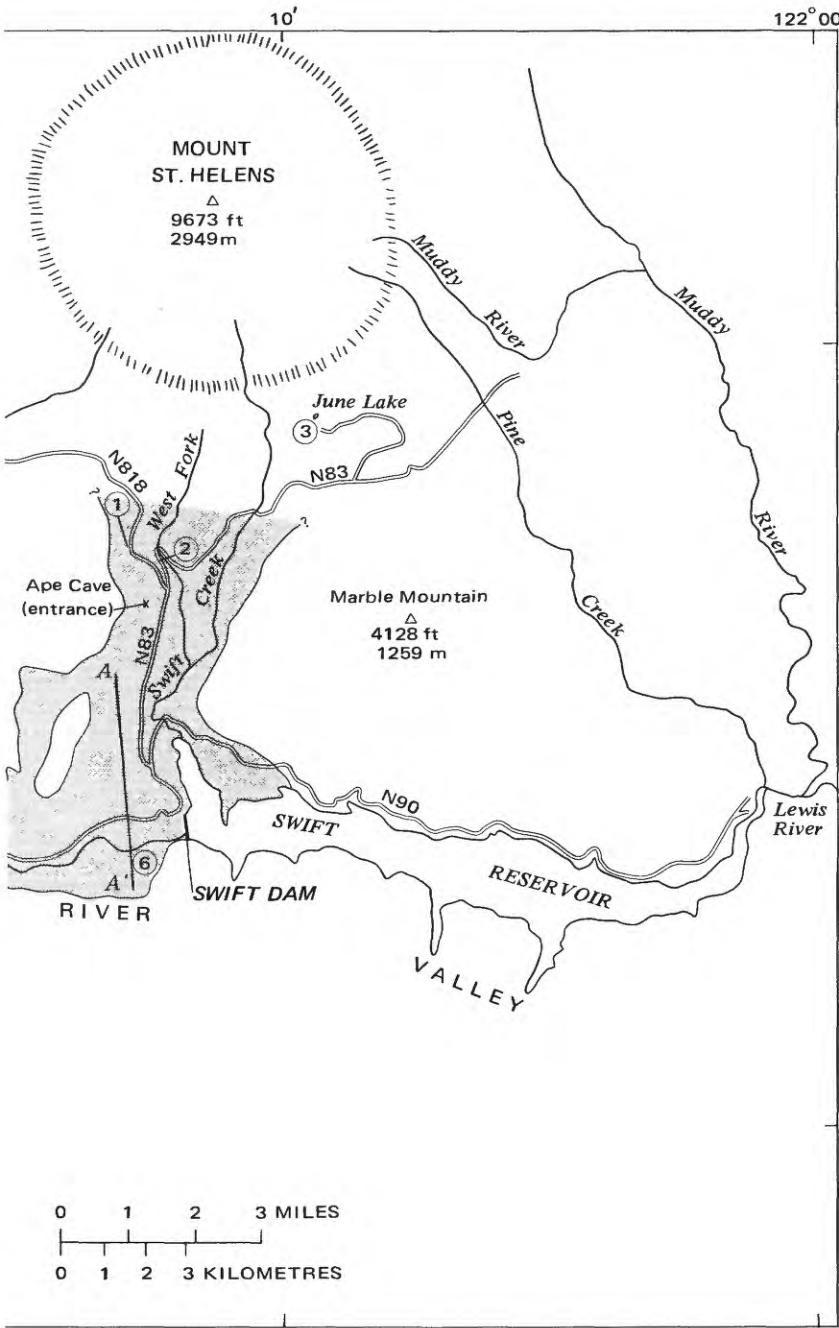 10'
122°00
MOUNT
ST. HELENS
9673 ft
2949m
Muddy
River
Muddy
River
June Lake
3
Pine
Creek
N83
N818
West Fork
1
2
?
?
Ape Cave
(entrance)
Creek
Swift
N83
Marble Mountain
4128 ft
1259 m
A
A'
N90
SWIFT
RESERVOIR
Lewis
River
6
SWIFT DAM
RIVER
VALLEY
0 1 2 3 MILES
0 1 2 3 KILOMETRES